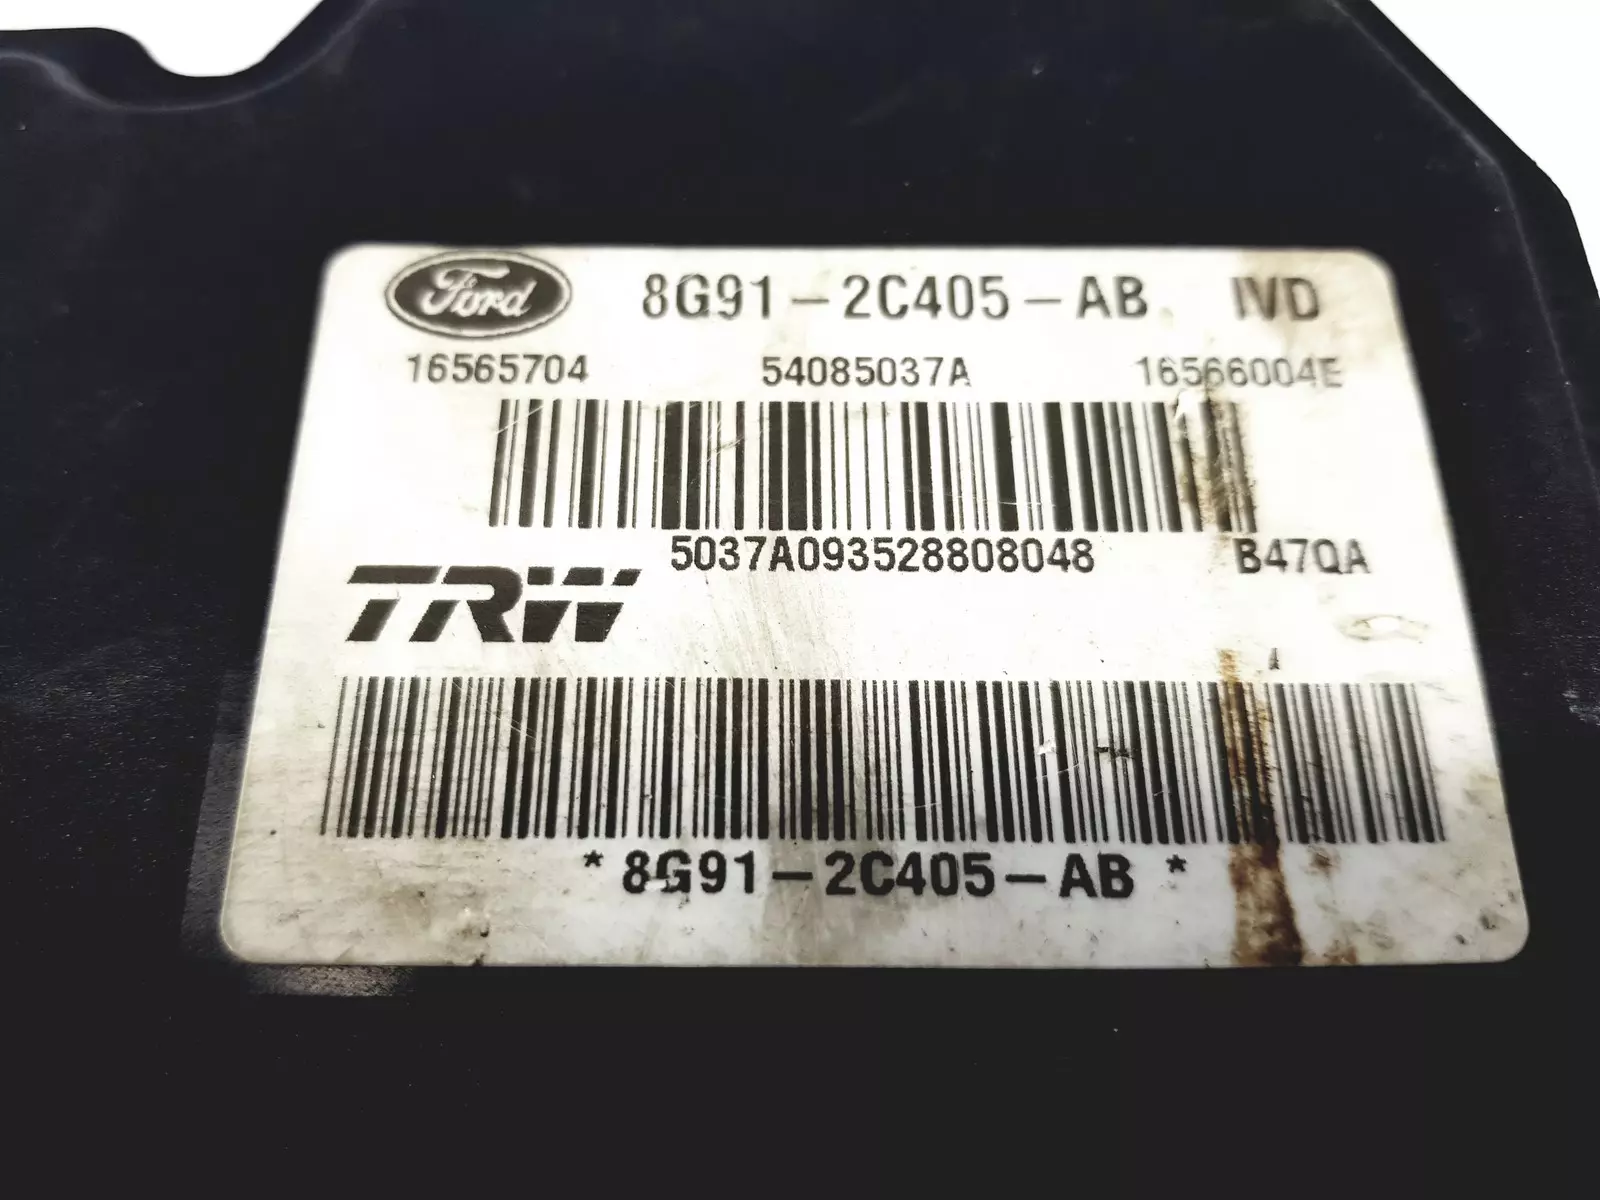 Ford 8G91-2C405-AB IVD
16565704 54085037A 16566004E
5037A093528808048 B47QA
TRW
*8G91-2C405-AB*